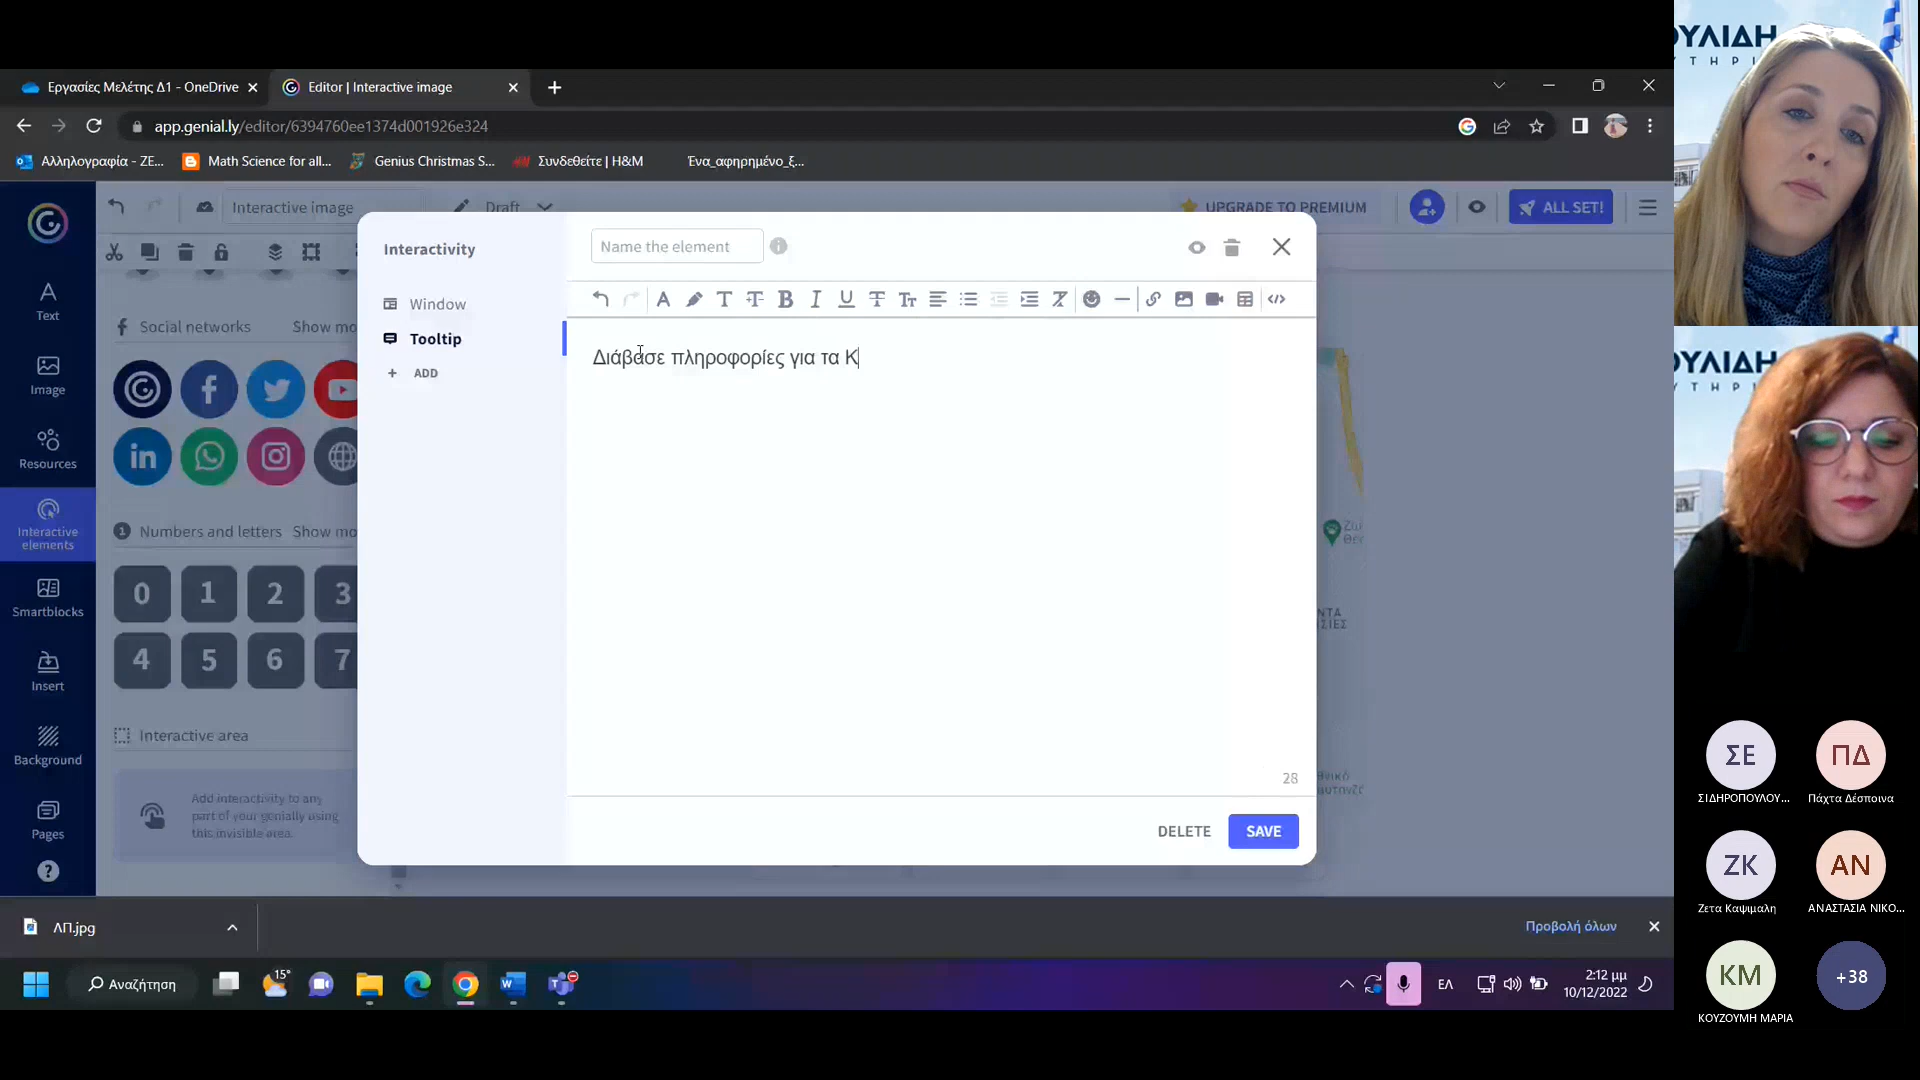 Εργασίες Μελέτης Δ1 - OneDrive
Editor | Interactive image
app.genial.ly/editor/6394760ee1374d001926e324
Αλληλογραφία - ZE...
Math Science for all...
Genius Christmas S...
Συνδεθείτε | H&M
Ένα_αφηρημένο_ξ...
Interactive image
Draft
UPGRADE TO PREMIUM
ALL SET!
Text
Image
Resources
Interactive
elements
Smartblocks
Insert
Background
Pages
Social networks
Show mo
Numbers and letters
Show mo
0
1
2
3
4
5
6
7
Interactive area
Add interactivity to any
part of your genially using
this invisible area.
Interactivity
Window
Tooltip
+ ADD
Name the element
Διάβασε πληροφορίες για τα Κ
28
DELETE
SAVE
ΛΠ.jpg
Προβολή όλων
15°
Αναζήτηση
ΕΛ
2:12 μμ
10/12/2022
ΟΥΛΙΔΗ
ΟΥΛΙΔΗ
ΣΕ
ΣΙΔΗΡΟΠΟΥΛΟΥ...
ΠΔ
Πάχτα Δέσποινα
ZK
Ζετα Καψιμαλη
ΑΝ
ΑΝΑΣΤΑΣΙΑ ΝΙΚΟ...
ΚΜ
ΚΟΥΖΟΥΜΗ ΜΑΡΙΑ
+38